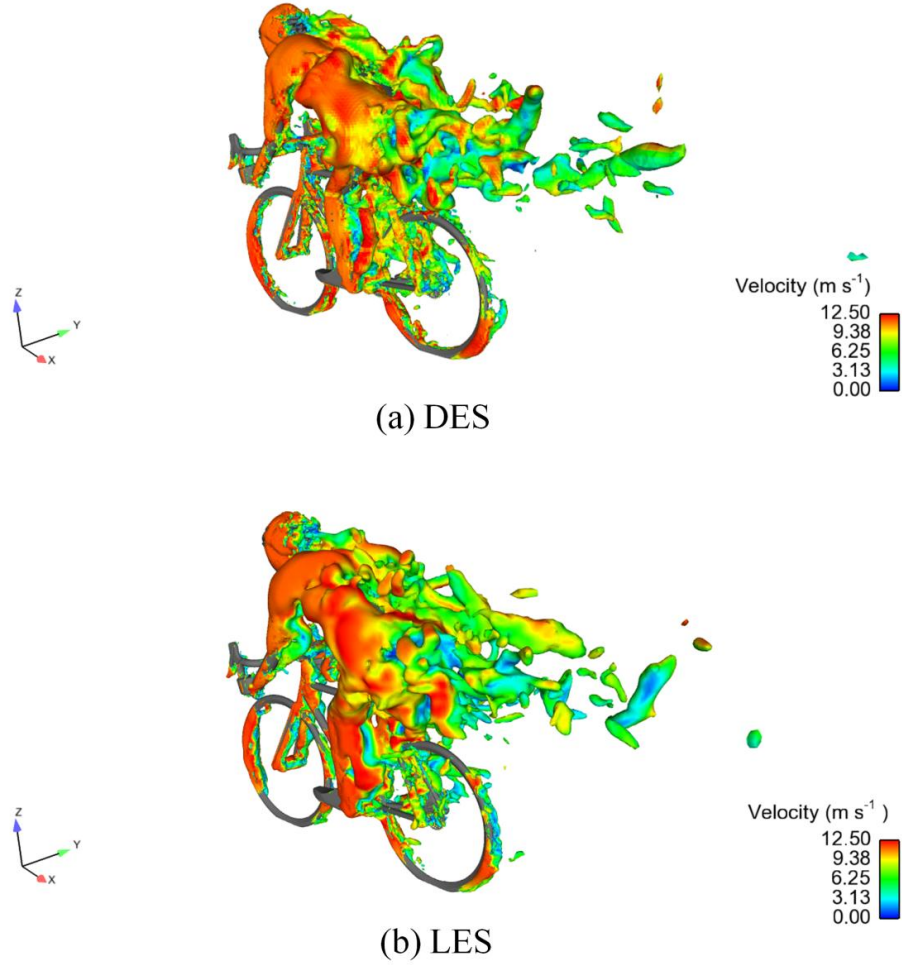 Velocity (m s⁻¹)
12.50
9.38
6.25
3.13
0.00
Z
Y
X
(a) DES
Velocity (m s⁻¹ )
12.50
9.38
6.25
3.13
0.00
Z
Y
X
(b) LES